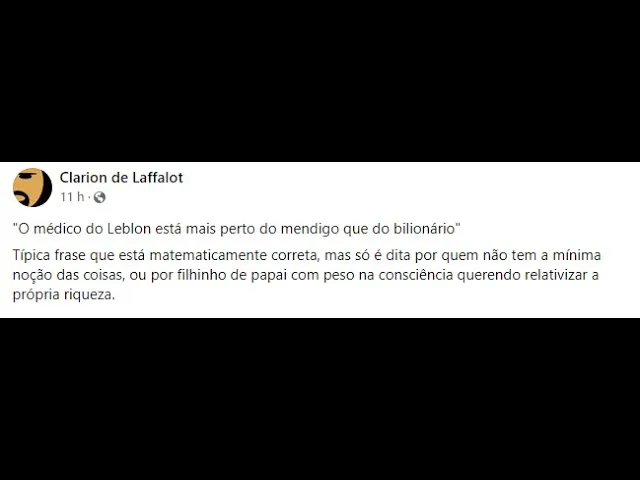 Clarion de Laffalot
11 h ·
"O médico do Leblon está mais perto do mendigo que do bilionário"
Típica frase que está matematicamente correta, mas só é dita por quem não tem a mínima
noção das coisas, ou por filhinho de papai com peso na consciência querendo relativizar a
própria riqueza.